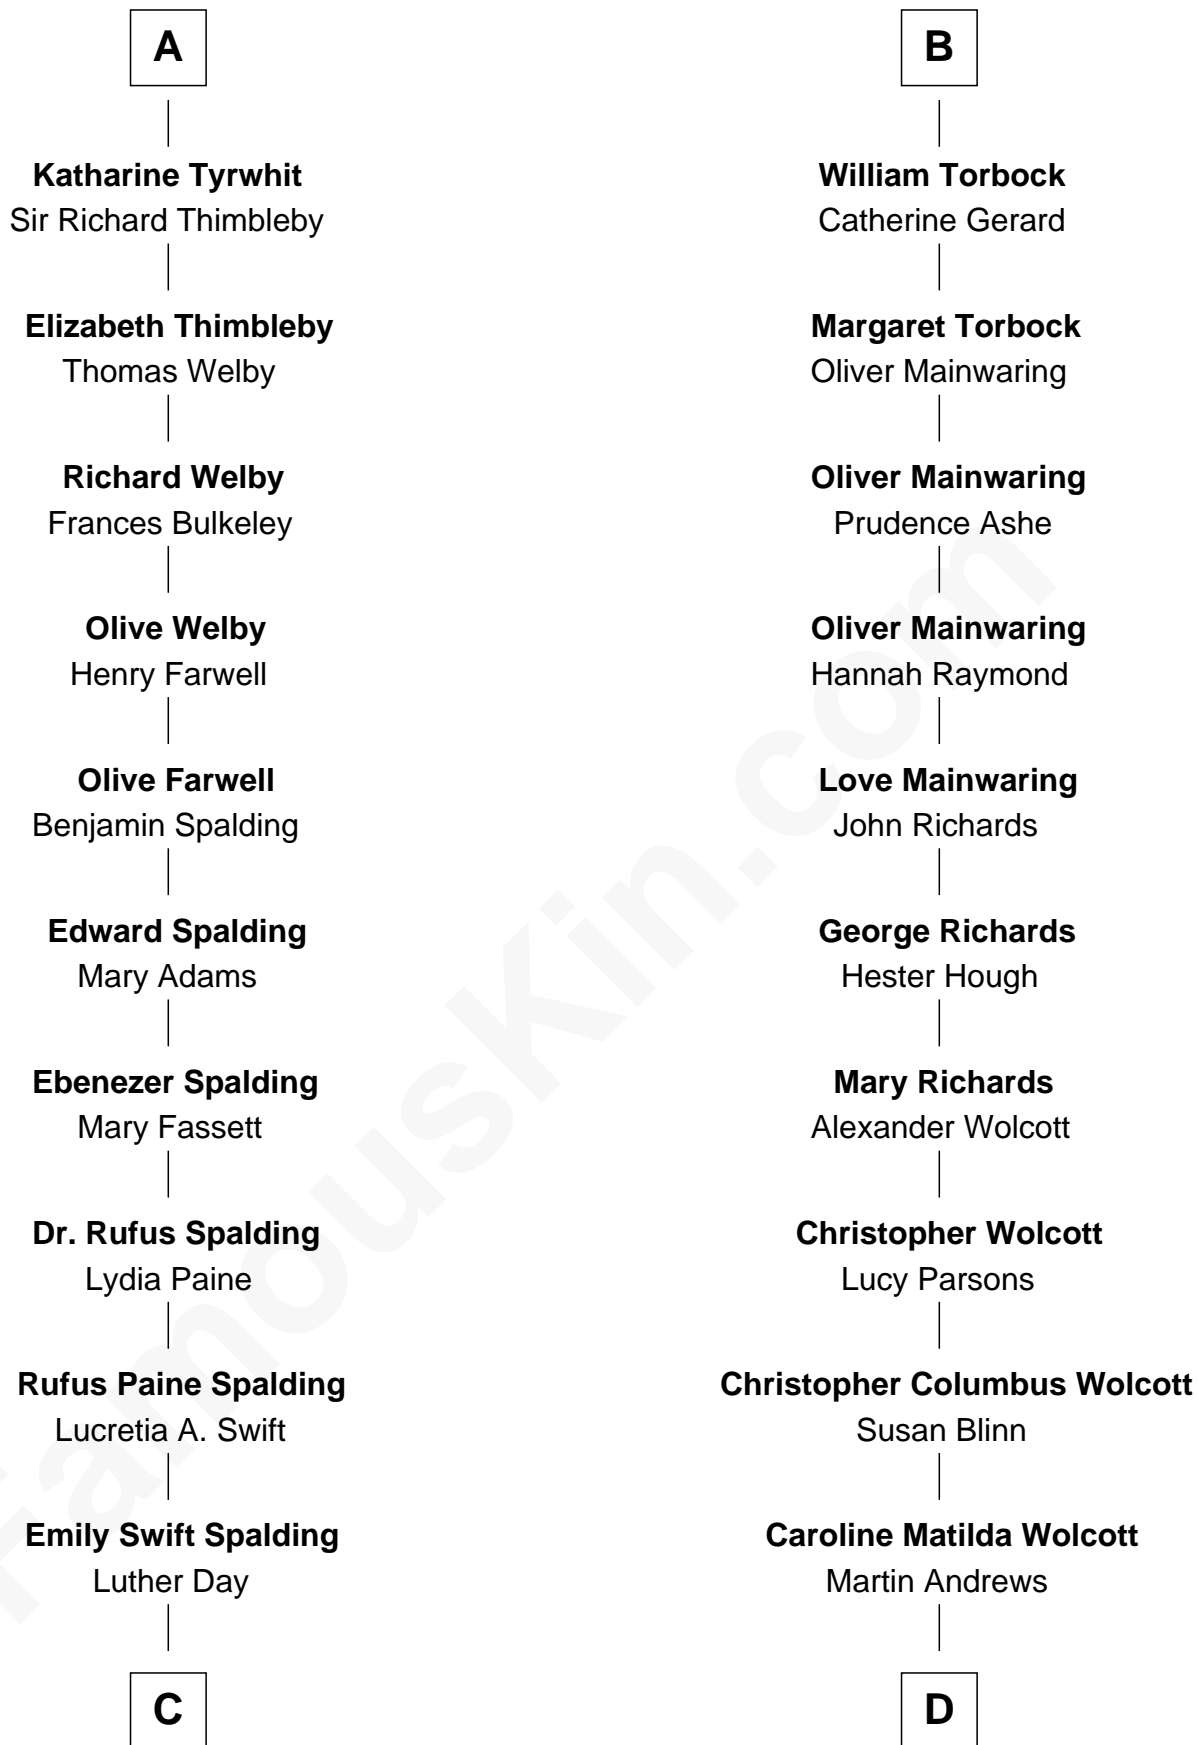 A
Katharine Tyrwhit
Sir Richard Thimbleby
Elizabeth Thimbleby
Thomas Welby
Richard Welby
Frances Bulkeley
Olive Welby
Henry Farwell
Olive Farwell
Benjamin Spalding
Edward Spalding
Mary Adams
Ebenezer Spalding
Mary Fassett
Dr. Rufus Spalding
Lydia Paine
Rufus Paine Spalding
Lucretia A. Swift
Emily Swift Spalding
Luther Day
C
B
William Torbock
Catherine Gerard
Margaret Torbock
Oliver Mainwaring
Oliver Mainwaring
Prudence Ashe
Oliver Mainwaring
Hannah Raymond
Love Mainwaring
John Richards
George Richards
Hester Hough
Mary Richards
Alexander Wolcott
Christopher Wolcott
Lucy Parsons
Christopher Columbus Wolcott
Susan Blinn
Caroline Matilda Wolcott
Martin Andrews
D
FamousKin.com